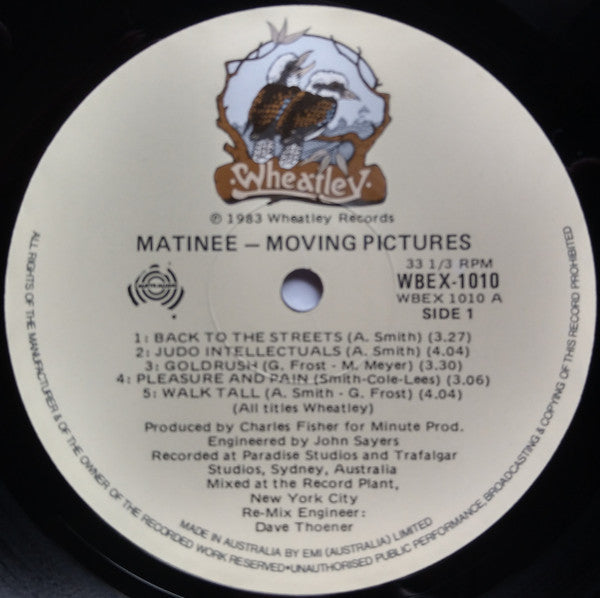 Wheatley
℗ 1983 Wheatley Records
MATINEE — MOVING PICTURES
33 1/3 RPM
WBEX-1010
WBEX 1010 A
SIDE 1
1: BACK TO THE STREETS (A. Smith) (3.27)
2: JUDO INTELLECTUALS (A. Smith) (4.04)
3: GOLDRUSH (G. Frost - M. Meyer) (3.30)
4: PLEASURE AND PAIN (Smith-Cole-Lees) (3.06)
5: WALK TALL (A. Smith - G. Frost) (4.04)
(All titles Wheatley)
Produced by Charles Fisher for Minute Prod.
Engineered by John Sayers
Recorded at Paradise Studios and Trafalgar
Studios, Sydney, Australia
Mixed at the Record Plant,
New York City
Re-Mix Engineer:
Dave Thoener
MADE IN AUSTRALIA BY EMI (AUSTRALIA) LIMITED
ALL RIGHTS OF THE MANUFACTURER & OF THE OWNER OF THE RECORDED WORK RESERVED•UNAUTHORISED PUBLIC PERFORMANCE, BROADCASTING & COPYING OF THIS RECORD PROHIBITED